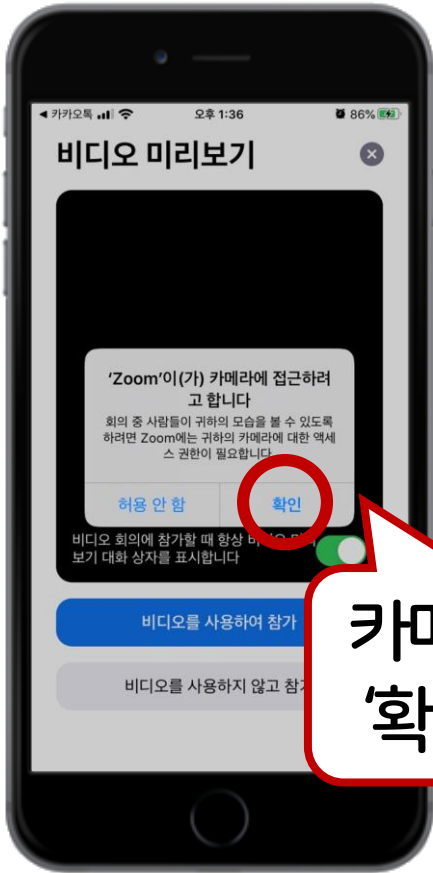 카카오톡 오후 1:36 86%
비디오 미리보기
'Zoom'이(가) 카메라에 접근하려
고 합니다
회의 중 사람들이 귀하의 모습을 볼 수 있도록
하려면 Zoom에는 귀하의 카메라에 대한 액세
스 권한이 필요합니다.
허용 안 함 확인
비디오 회의에 참가할 때 항상
보기 대화 상자를 표시합니다
비디오를 사용하여 참가
비디오를 사용하지 않고
'확